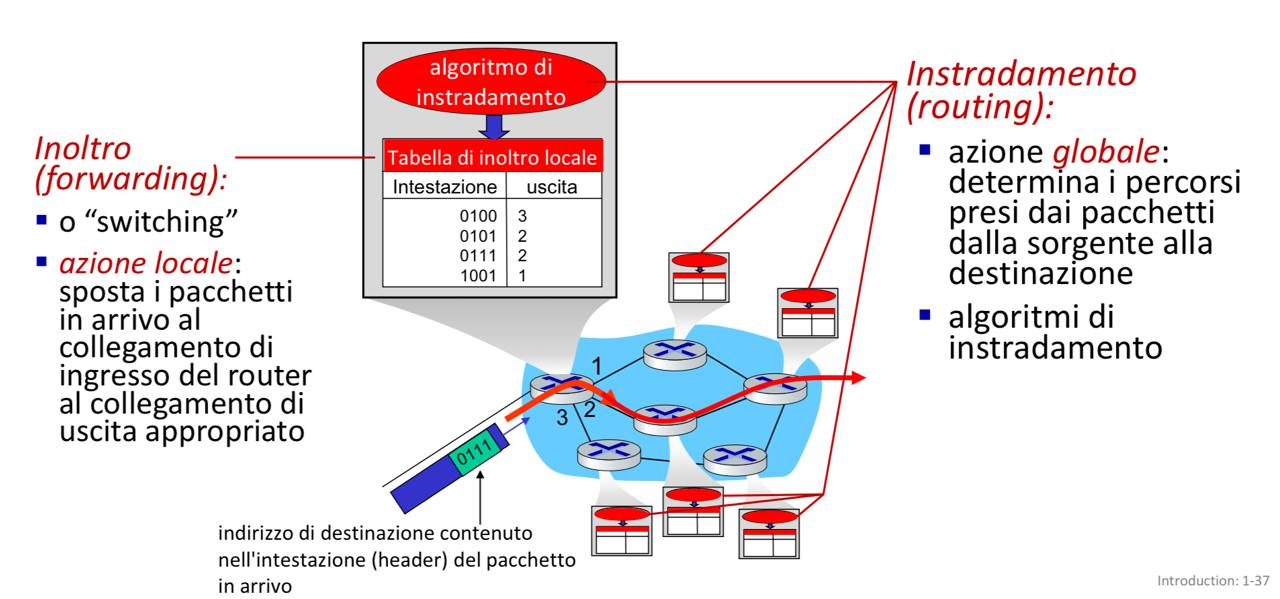 Inoltro
(forwarding):
▪ o “switching”
▪ azione locale:
sposta i pacchetti
in arrivo al
collegamento di
ingresso del router
al collegamento di
uscita appropriato
algoritmo di
instradamento
Tabella di inoltro locale
Intestazione uscita
0100 3
0101 2
0111 2
1001 1
1
2
3
0111
indirizzo di destinazione contenuto
nell'intestazione (header) del pacchetto
in arrivo
Instradamento
(routing):
▪ azione globale:
determina i percorsi
presi dai pacchetti
dalla sorgente alla
destinazione
▪ algoritmi di
instradamento
Introduction: 1-37